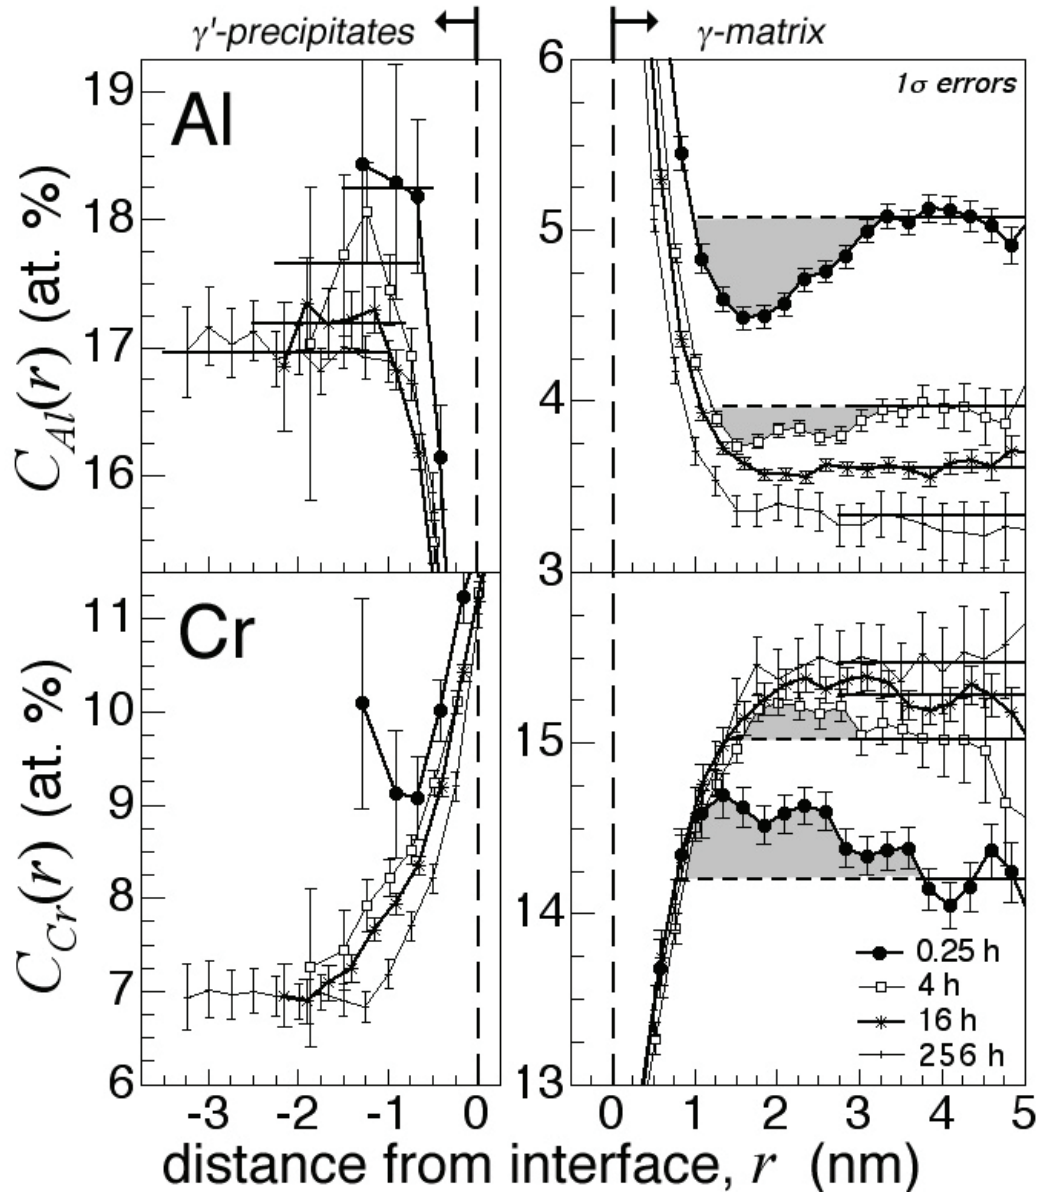 γ'-precipitates
γ-matrix
Al
1σ errors
C_Al(r) (at. %)
19
18
17
16
6
5
4
3
Cr
C_Cr(r) (at. %)
11
10
9
8
7
6
15
14
13
0.25 h
4 h
16 h
256 h
-3 -2 -1 0
0 1 2 3 4 5
distance from interface, r (nm)